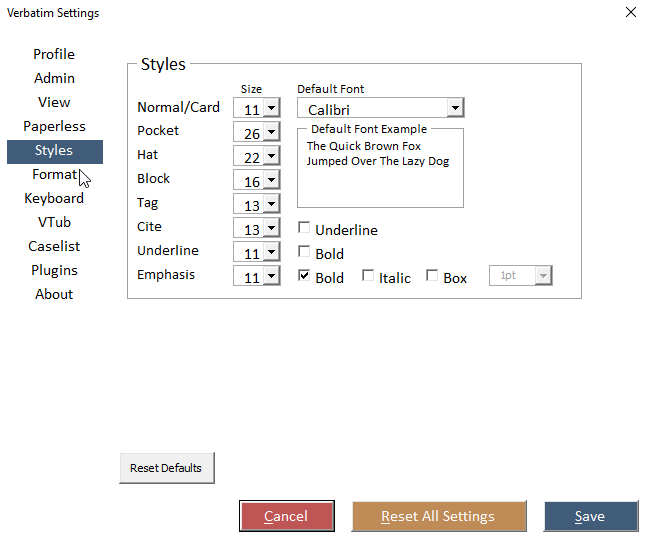 Verbatim Settings
Profile
Admin
View
Paperless
Styles
Format
Keyboard
VTub
Caselist
Plugins
About
Styles
Size
Default Font
Normal/Card 11 Calibri
Pocket 26
Default Font Example
The Quick Brown Fox
Jumped Over The Lazy Dog
Hat 22
Block 16
Tag 13
Cite 13 Underline
Underline 11 Bold
Emphasis 11 Bold Italic Box 1pt
Reset Defaults
Cancel
Reset All Settings
Save